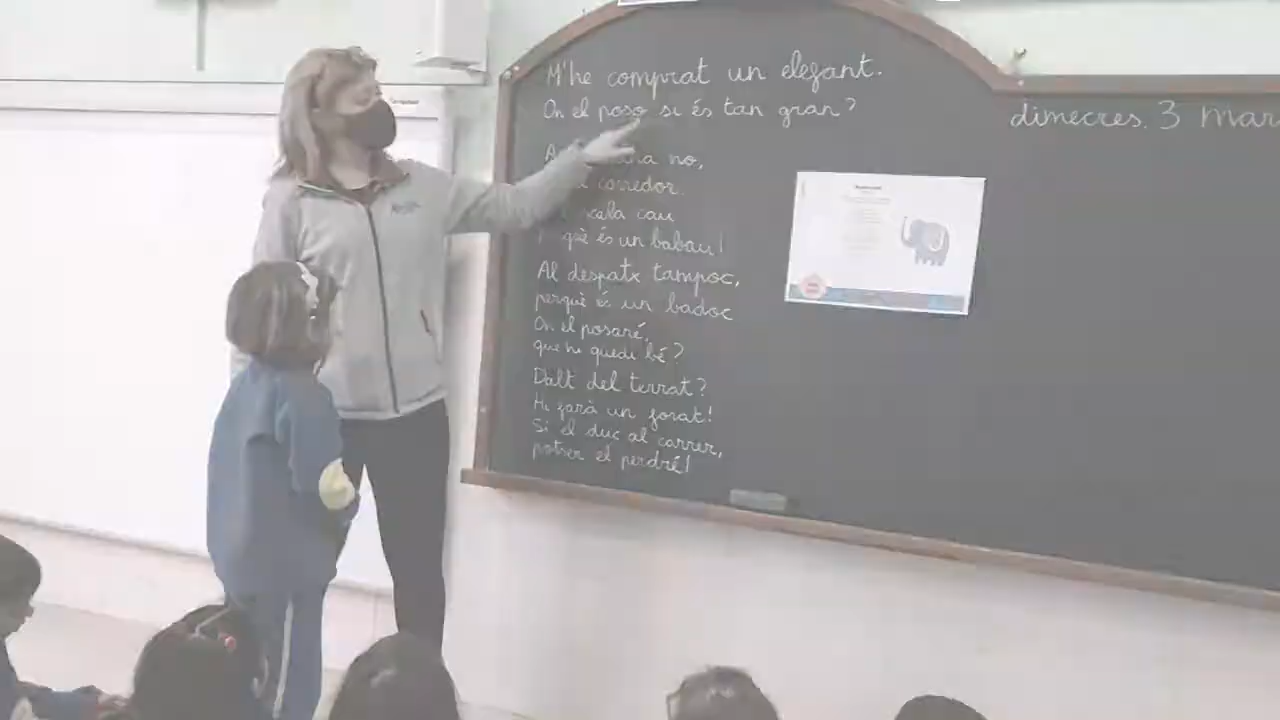 M'he comprat un elefant.
On el poso si és tan gran?
no,
corredor.
cau
és un babau!
Al despatx tampoc,
perquè és un badoc
On el posaré,
que hi quedi bé?
Dalt del terrat?
Hi farà un forat!
Si el duc al carrer,
potser el perdré!
dimecres, 3 mar